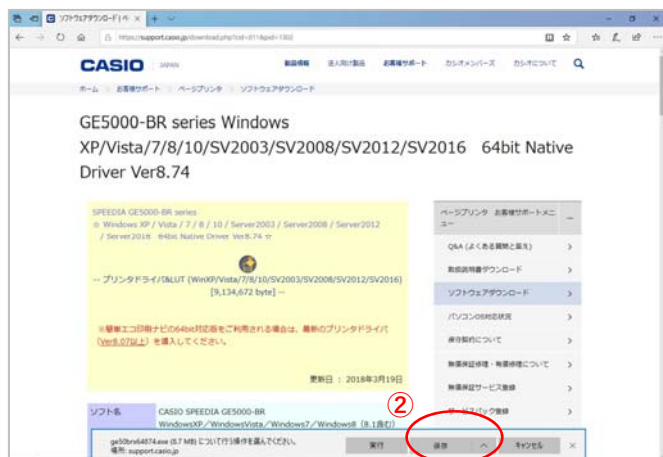 ソフトウェアダウンロード | ペ
https://support.casio.jp/download.php?cid=011&pid=1302
CASIO JAPAN 製品情報 法人向け製品 お客様サポート カシオメンバーズ カシオについて
ホーム お客様サポート ページプリンタ ソフトウェアダウンロード
GE5000-BR series Windows
XP/Vista/7/8/10/SV2003/SV2008/SV2012/SV2016 64bit Native
Driver Ver8.74
SPEEDIA GE5000-BR series
Windows XP / Vista / 7 / 8 / 10 / Server2003 / Server2008 / Server2012
/ Server2016 64bit Native Driver Ver8.74 ☆
-- プリンタドライバ&LUT (WinXP/Vista/7/8/10/SV2003/SV2008/SV2012/SV2016)
[9,134,672 byte] --
※簡単エコ印刷ナビの64bit対応版をご利用される場合は、最新のプリンタドライバ
(Ver8.07以上) を導入してください。
更新日 : 2018年3月19日
ソフト名 CASIO SPEEDIA GE5000-BR
WindowsXP/WindowsVista/Windows7/Windows8 (8.1含む)
ページプリンタ お客様サポートメニ
ュー
Q&A (よくある質問と答え)
取扱説明書ダウンロード
ソフトウェアダウンロード
パソコンOS対応状況
保守契約について
無償保証修理・有償修理について
無償保証サービス登録
サービスパック登録
②
ge50brx64874.exe (8.7 MB) について行う操作を選んでください。
場所: support.casio.jp
実行 保存 キャンセル